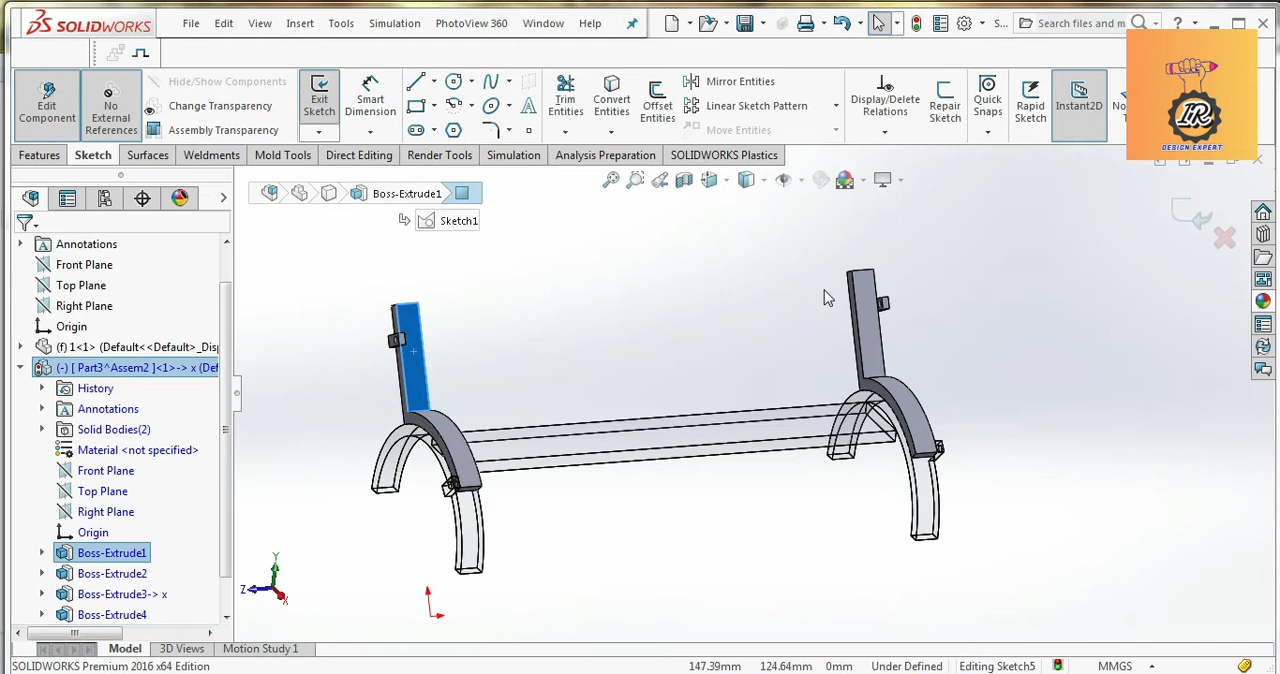 SOLIDWORKS File Edit View Insert Tools Simulation PhotoView 360 Window Help S... Search files and m ?
Edit Component
No External References
Hide/Show Components
Change Transparency
Assembly Transparency
Exit Sketch
Smart Dimension
Trim Entities
Convert Entities
Offset Entities
Mirror Entities
Linear Sketch Pattern
Move Entities
Display/Delete Relations
Repair Sketch
Quick Snaps
Rapid Sketch
Instant2D
No
IR
DESIGN EXPERT
Features Sketch Surfaces Weldments Mold Tools Direct Editing Render Tools Simulation Analysis Preparation SOLIDWORKS Plastics
Boss-Extrude1
Sketch1
Annotations
Front Plane
Top Plane
Right Plane
Origin
(f) 1<1> (Default<<Default>_Disp
(-) [ Part3^Assem2 ]<1>-> x (Def
History
Annotations
Solid Bodies(2)
Material <not specified>
Front Plane
Top Plane
Right Plane
Origin
Boss-Extrude1
Boss-Extrude2
Boss-Extrude3-> x
Boss-Extrude4
Y
Z
X
Model 3D Views Motion Study 1
SOLIDWORKS Premium 2016 x64 Edition 147.39mm 124.64mm 0mm Under Defined Editing Sketch5 MMGS